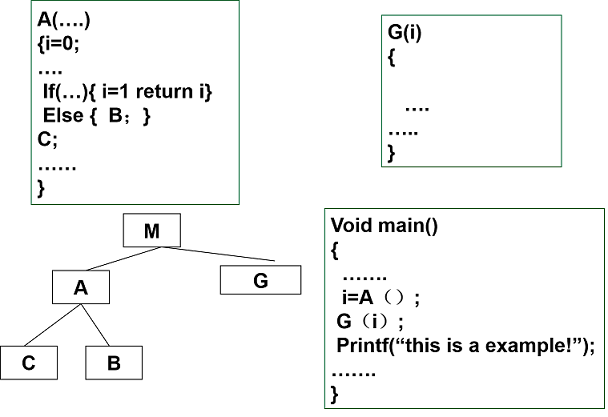 A(….)
{i=0;
….
If(…){ i=1 return i}
Else { B；}
C;
……
}
G(i)
{
….
…..
}
M
A
G
C
B
Void main()
{
…….
i=A（）;
G（i）;
Printf(“this is a example!”);
…….
}